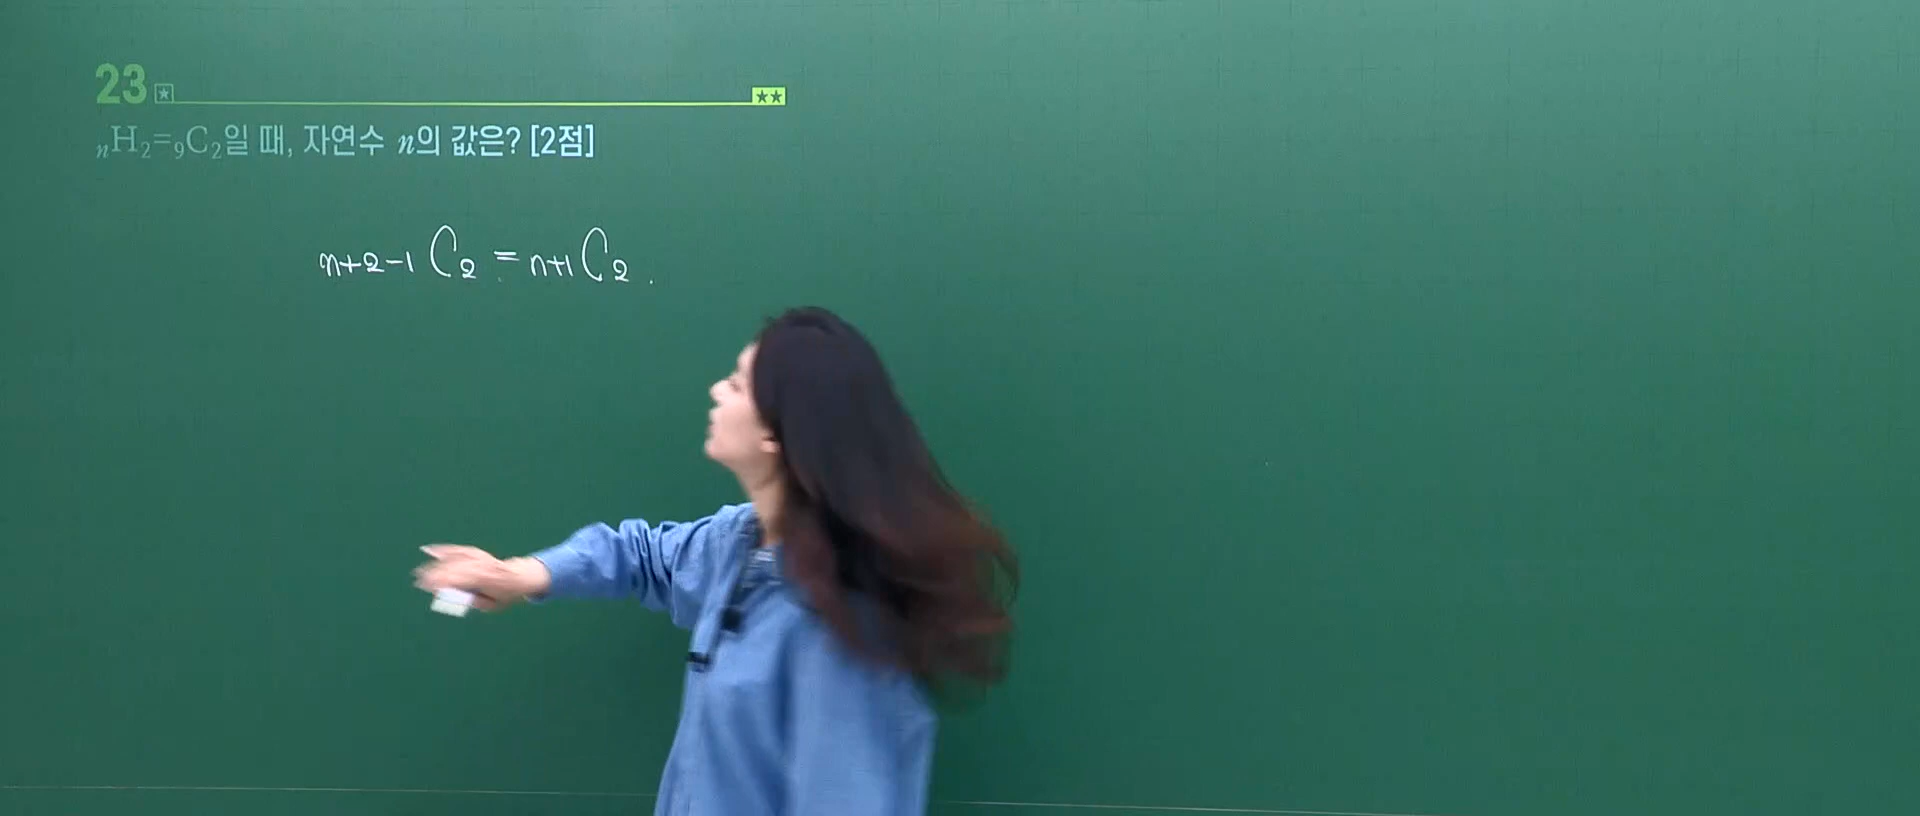 23
ₙH₂=₉C₂일 때, 자연수 n의 값은? [2점]
n+2-1 C₂ = n+1 C₂ .